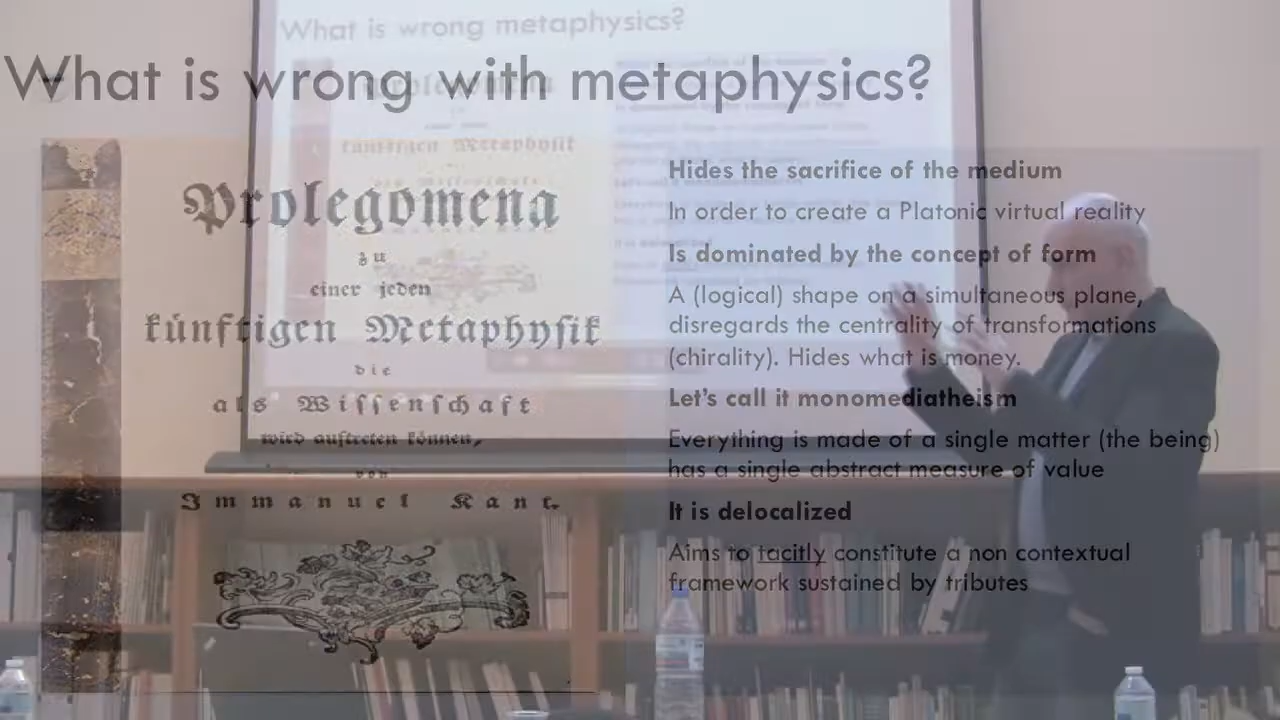 What is wrong metaphysics?
What is wrong with metaphysics?
Prolegomena
zu
einer jeden
künftigen Metaphysik
die
als Wissenschaft
wird auftreten können,
von
Immanuel Kant.
Hides the sacrifice of the medium
In order to create a Platonic virtual reality
Is dominated by the concept of form
A (logical) shape on a simultaneous plane,
disregards the centrality of transformations
(chirality). Hides what is money.
Let's call it monomediatheism
Everything is made of a single matter (the being)
has a single abstract measure of value
It is delocalized
Aims to tacitly constitute a non contextual
framework sustained by tributes